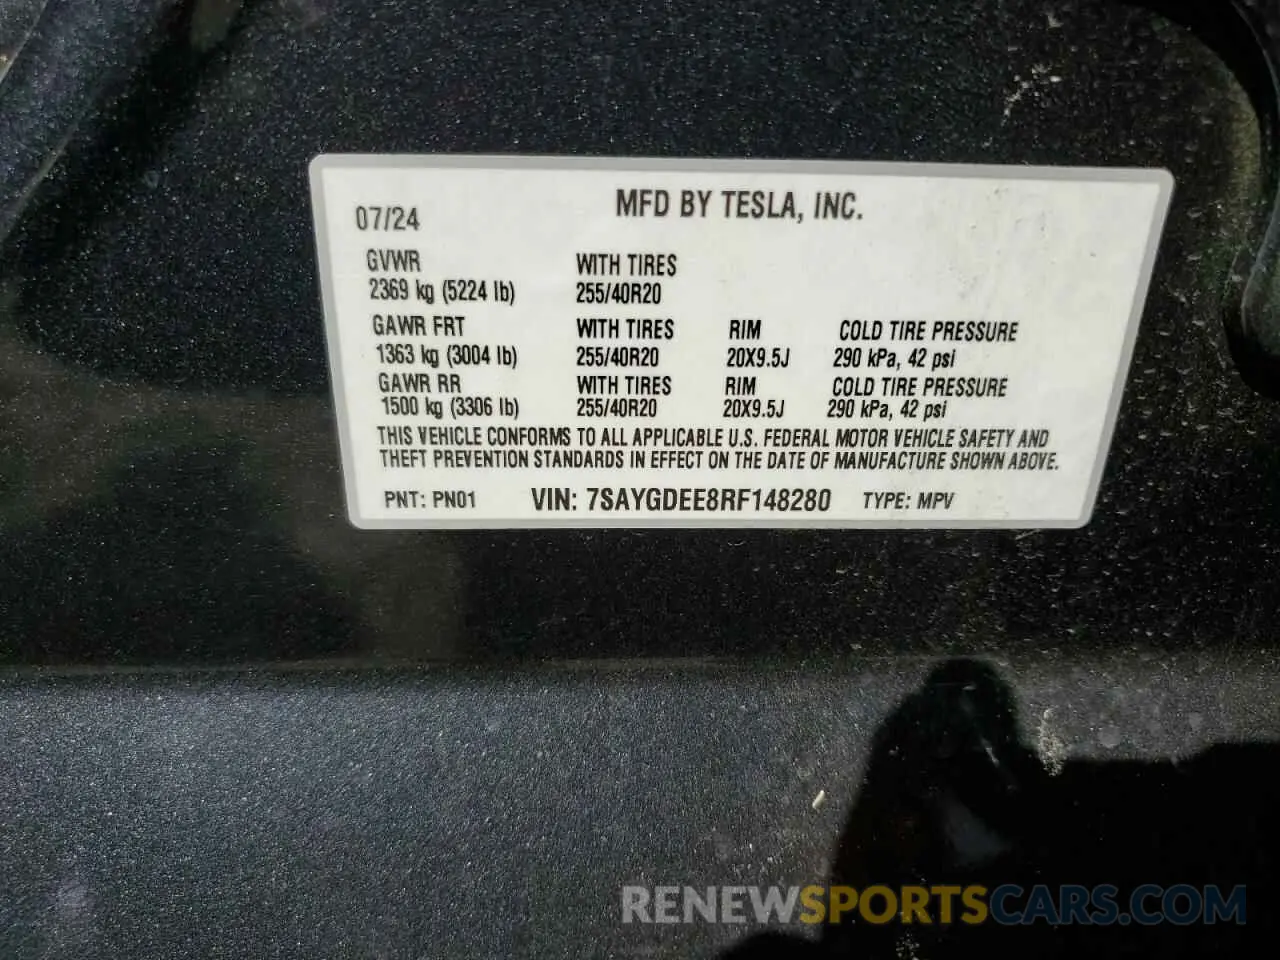 MFD BY TESLA, INC.
07/24
GVWR WITH TIRES
2369 kg (5224 lb) 255/40R20
GAWR FRT WITH TIRES RIM COLD TIRE PRESSURE
1363 kg (3004 lb) 255/40R20 20X9.5J 290 kPa, 42 psi
GAWR RR WITH TIRES RIM COLD TIRE PRESSURE
1500 kg (3306 lb) 255/40R20 20X9.5J 290 kPa, 42 psi
THIS VEHICLE CONFORMS TO ALL APPLICABLE U.S. FEDERAL MOTOR VEHICLE SAFETY AND
THEFT PREVENTION STANDARDS IN EFFECT ON THE DATE OF MANUFACTURE SHOWN ABOVE.
PNT: PN01 VIN: 7SAYGDEE8RF148280 TYPE: MPV
RENEWSPORTSCARS.COM